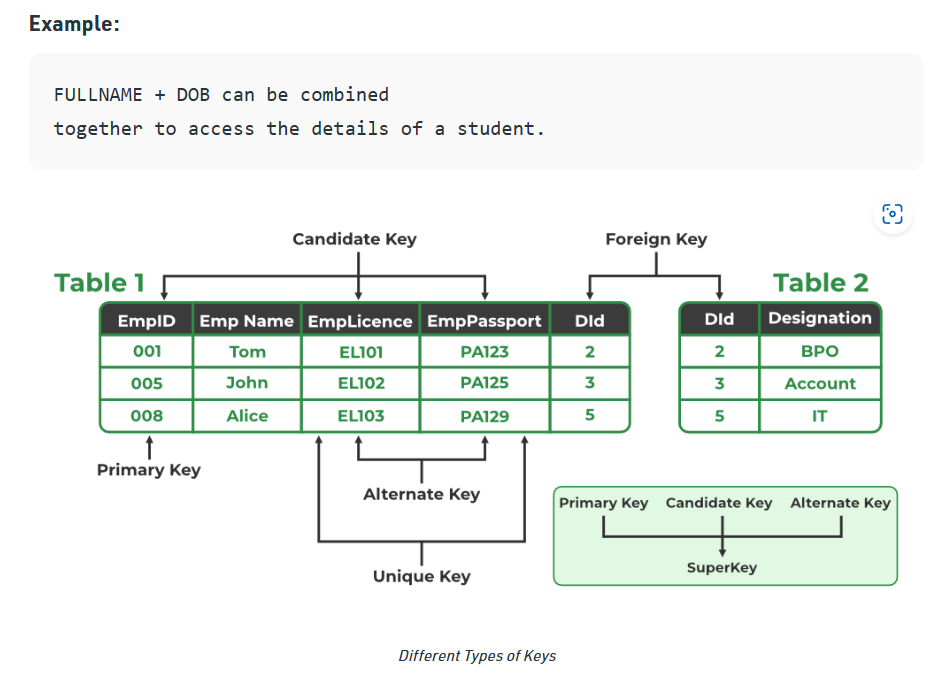 Example:
FULLNAME + DOB can be combined
together to access the details of a student.
Candidate Key
Foreign Key
Table 1
Table 2
EmpID Emp Name EmpLicence EmpPassport DId
001 Tom EL101 PA123 2
005 John EL102 PA125 3
008 Alice EL103 PA129 5
DId Designation
2 BPO
3 Account
5 IT
Primary Key
Alternate Key
Unique Key
Primary Key Candidate Key Alternate Key
SuperKey
Different Types of Keys